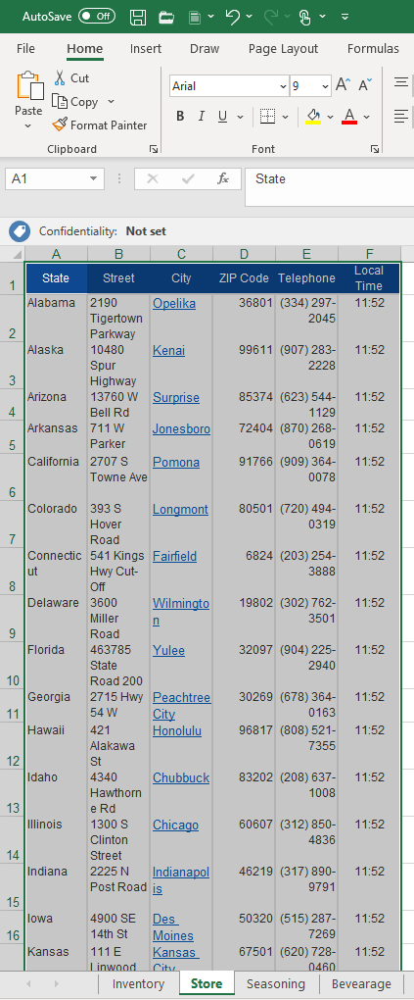 AutoSave Off
File Home Insert Draw Page Layout Formulas
Paste
Cut
Copy
Format Painter
Clipboard
Arial 9 A A
B I U A
Font
A1 fx State
Confidentiality: Not set
A B C D E F
1 State Street City ZIP Code Telephone Local
Time
Alabama 2190 Opelika 36801 (334) 297- 11:52
Tigertown 2045
2 Parkway
Alaska 10480 Kenai 99611 (907) 283- 11:52
Spur 2228
3 Highway
Arizona 13760 W Surprise 85374 (623) 544- 11:52
4 Bell Rd 1129
Arkansas 711 W Jonesboro 72404 (870) 268- 11:52
5 Parker 0619
California 2707 S Pomona 91766 (909) 364- 11:52
Towne Ave 0078
6
Colorado 393 S Longmont 80501 (720) 494- 11:52
Hover 0319
7 Road
Connectic 541 Kings Fairfield 6824 (203) 254- 11:52
ut Hwy Cut- 3888
8 Off
Delaware 3600 Wilmingto 19802 (302) 762- 11:52
Miller n 3501
9 Road
Florida 463785 Yulee 32097 (904) 225- 11:52
State 2940
10 Road 200
Georgia 2715 Hwy Peachtree 30269 (678) 364- 11:52
11 54 W City 0163
Hawaii 421 Honolulu 96817 (808) 521- 11:52
Alakawa 7355
12 St
Idaho 4340 Chubbuck 83202 (208) 637- 11:52
Hawthorn 1008
13 e Rd
Illinois 1300 S Chicago 60607 (312) 850- 11:52
Clinton 4836
14 Street
Indiana 2225 N Indianapol 46219 (317) 890- 11:52
Post Road is 9791
15
Iowa 4900 SE Des 50320 (515) 287- 11:52
16 14th St Moines 7269
Kansas 111 E Kansas 67501 (620) 728- 11:52
Linwood City 0460
Inventory Store Seasoning Bevearage